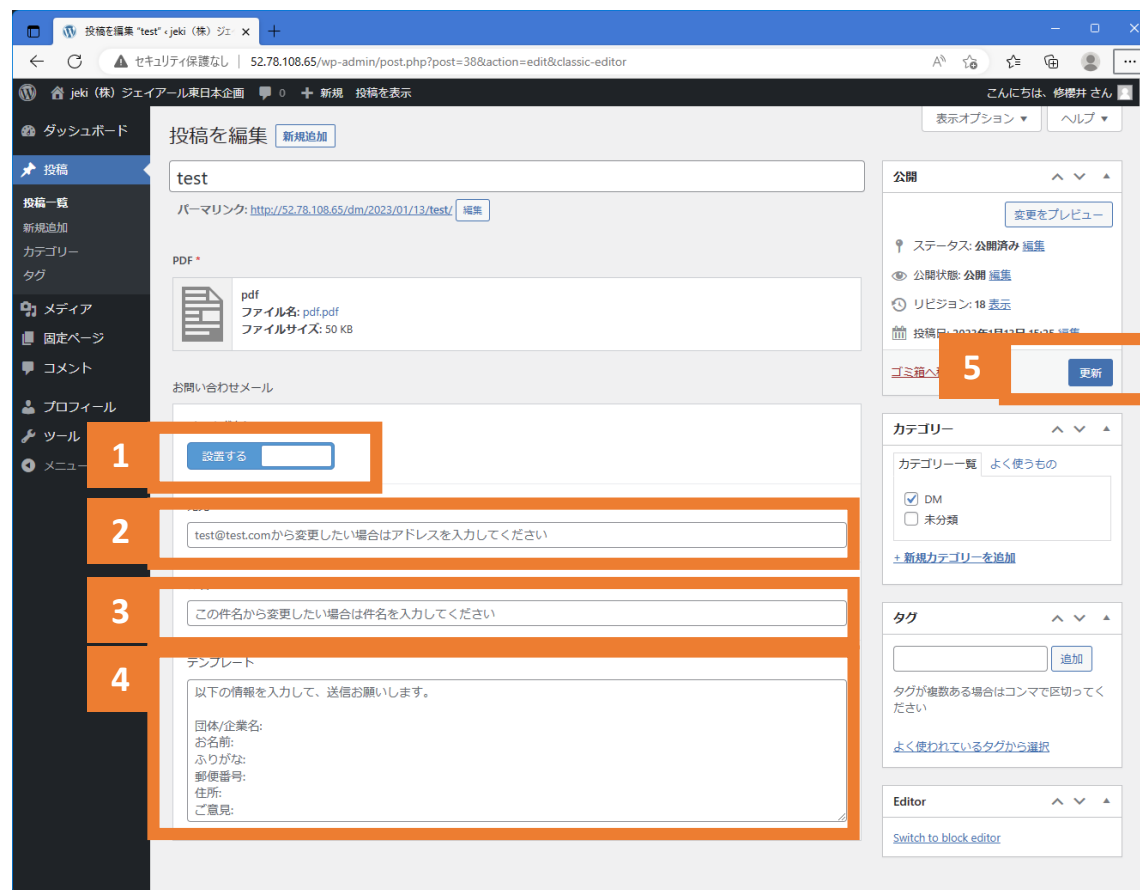 投稿を編集 "test" ‹ jeki（株）ジェ
セキュリティ保護なし | 52.78.108.65/wp-admin/post.php?post=38&action=edit&classic-editor
jeki（株）ジェイアール東日本企画 0 新規 投稿を表示
こんにちは、修櫻井 さん
ダッシュボード
投稿
投稿一覧
新規追加
カテゴリー
タグ
メディア
固定ページ
コメント
プロフィール
ツール
メニュー
表示オプション ▼
ヘルプ ▼
投稿を編集 新規追加
test
パーマリンク: http://52.78.108.65/dm/2023/01/13/test/ 編集
PDF *
pdf
ファイル名: pdf.pdf
ファイルサイズ: 50 KB
お問い合わせメール
1
設置する
2
test@test.comから変更したい場合はアドレスを入力してください
3
この件名から変更したい場合は件名を入力してください
4
テンプレート
以下の情報を入力して、送信お願いします。
団体/企業名:
お名前:
ふりがな:
郵便番号:
住所:
ご意見:
公開
変更をプレビュー
ステータス: 公開済み 編集
公開状態: 公開 編集
リビジョン: 18 表示
投稿日: 2023年1月13日 15:25 編集
ゴミ箱へ
5
更新
カテゴリー
カテゴリー一覧 よく使うもの
DM
未分類
+ 新規カテゴリーを追加
タグ
追加
タグが複数ある場合はコンマで区切ってく
ださい
よく使われているタグから選択
Editor
Switch to block editor